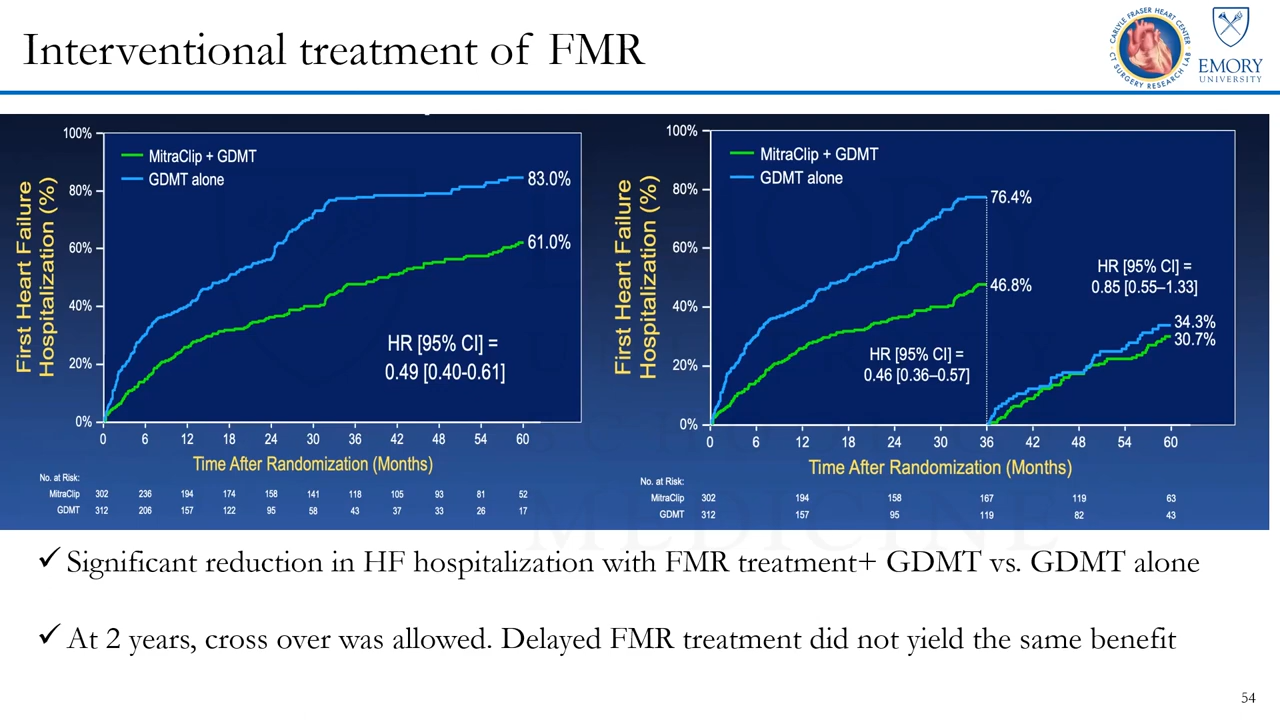 Interventional treatment of FMR
CARLYLE FRASER HEART CENTER
CT SURGERY RESEARCH LAB
EMORY
UNIVERSITY
First Heart Failure
Hospitalization (%)
100%
80%
60%
40%
20%
0%
MitraClip + GDMT
GDMT alone
83.0%
61.0%
HR [95% CI] =
0.49 [0.40-0.61]
0 6 12 18 24 30 36 42 48 54 60
Time After Randomization (Months)
No. at Risk:
MitraClip 302 236 194 174 158 141 118 105 93 81 52
GDMT 312 206 157 122 95 58 43 37 33 26 17
First Heart Failure
Hospitalization (%)
100%
80%
60%
40%
20%
0%
MitraClip + GDMT
GDMT alone
76.4%
46.8%
HR [95% CI] =
0.46 [0.36–0.57]
HR [95% CI] =
0.85 [0.55–1.33]
34.3%
30.7%
0 6 12 18 24 30 36 42 48 54 60
Time After Randomization (Months)
No. at Risk:
MitraClip 302 194 158 167 119 63
GDMT 312 157 95 119 82 43
MEDICINE
✓ Significant reduction in HF hospitalization with FMR treatment+ GDMT vs. GDMT alone
✓ At 2 years, cross over was allowed. Delayed FMR treatment did not yield the same benefit
54